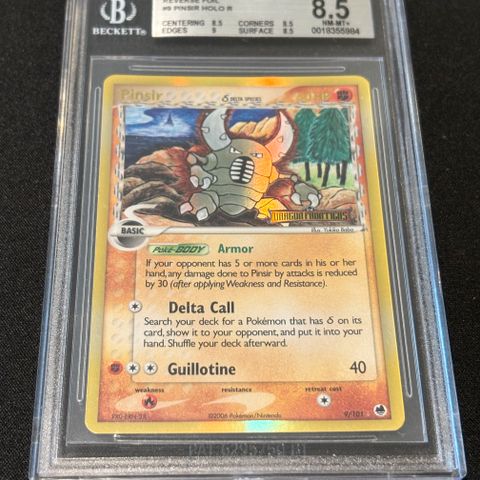 B
BECKETT®
REVERSE FOIL
#9 PINSIR HOLO R
CENTERING 8.5 CORNERS 8.5
EDGES 9 SURFACE 8.5
8.5
NM-MT+
0018355984
Pinsir
δ DELTA SPECIES
DRAGON FRONTIERS
Illus. Yukiko Baba
BASIC
Poké-BODY Armor
If your opponent has 5 or more cards in his or her
hand, any damage done to Pinsir by attacks is reduced
by 30 (after applying Weakness and Resistance).
Delta Call
Search your deck for a Pokémon that has δ on its
card, show it to your opponent, and put it into your
hand. Shuffle your deck afterward.
Guillotine 40
weakness resistance retreat cost
©2006 Pokémon/Nintendo
9/101